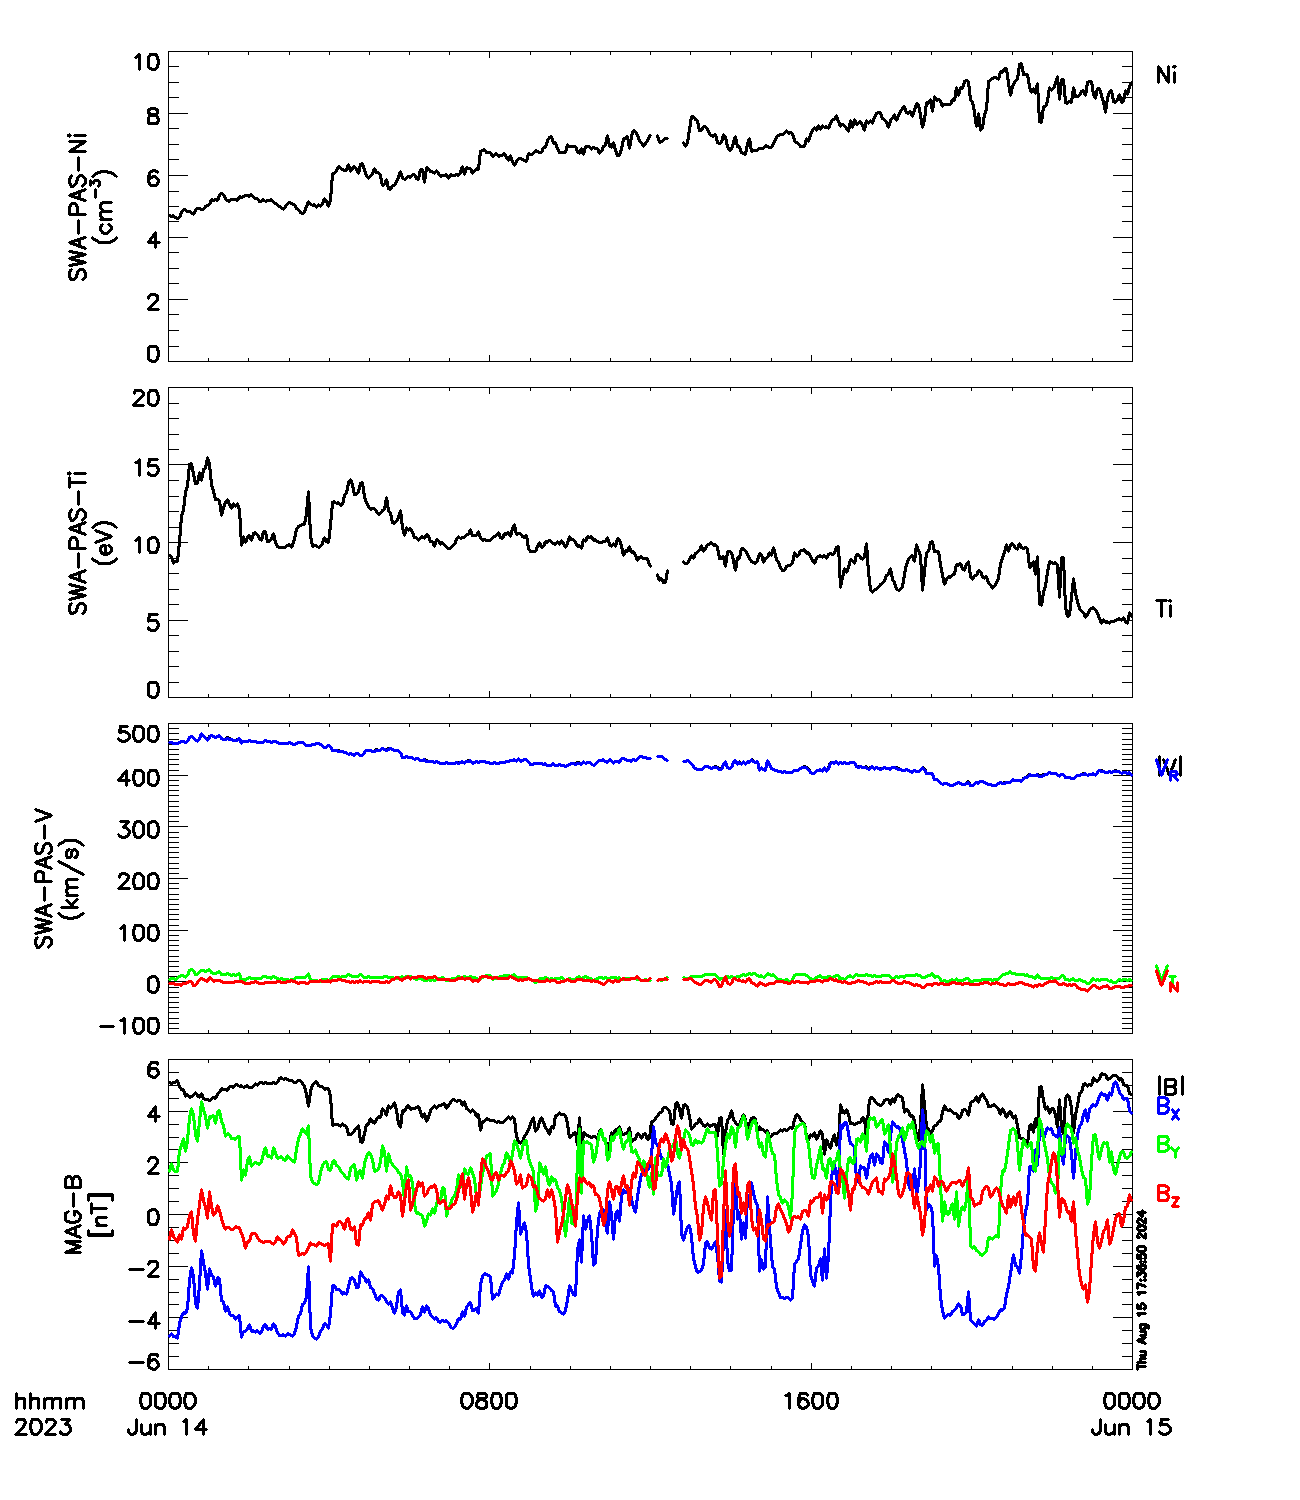 10
8
6
4
2
0
SWA-PAS-Ni
(cm-3)
Ni
20
15
10
5
0
SWA-PAS-Ti
(eV)
Ti
500
400
300
200
100
0
-100
SWA-PAS-V
(km/s)
|V|
VR
VT
VN
6
4
2
0
-2
-4
-6
MAG-B
[nT]
|B|
BX
BY
BZ
Thu Aug 15 17:36:50 2024
hhmm 0000 0800 1600 0000
2023 Jun 14 Jun 15